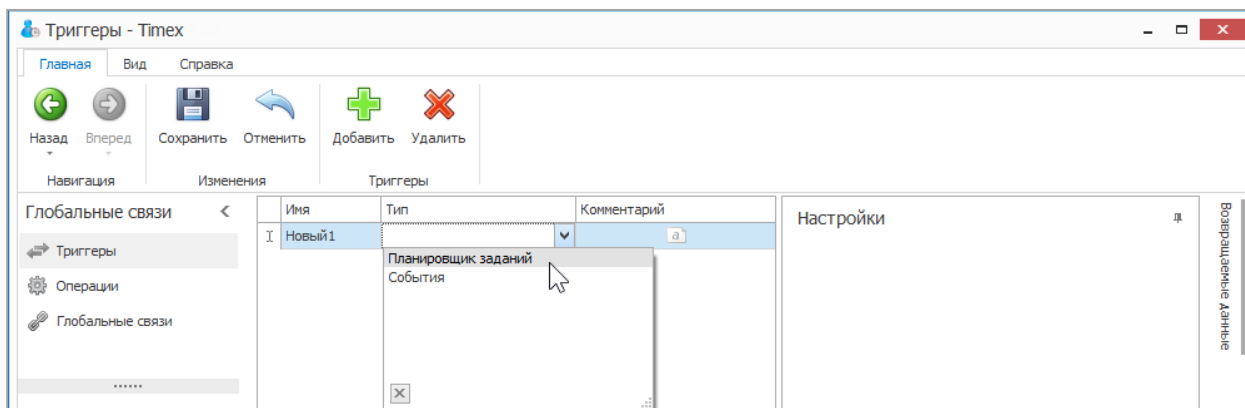 Триггеры - Timex
Главная Вид Справка
Назад Вперед Сохранить Отменить Добавить Удалить
Навигация Изменения Триггеры
Глобальные связи
Триггеры
Операции
Глобальные связи
Имя Тип Комментарий
Новый1 a
Планировщик заданий
События
Настройки
Возвращаемые данные